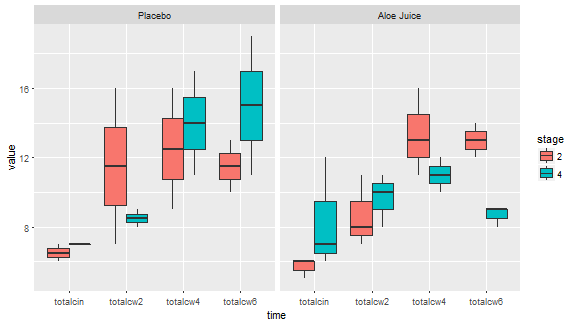 Placebo
Aloe Juice
value
16
12
8
totalcin totalcw2 totalcw4 totalcw6
totalcin totalcw2 totalcw4 totalcw6
time
stage
2
4